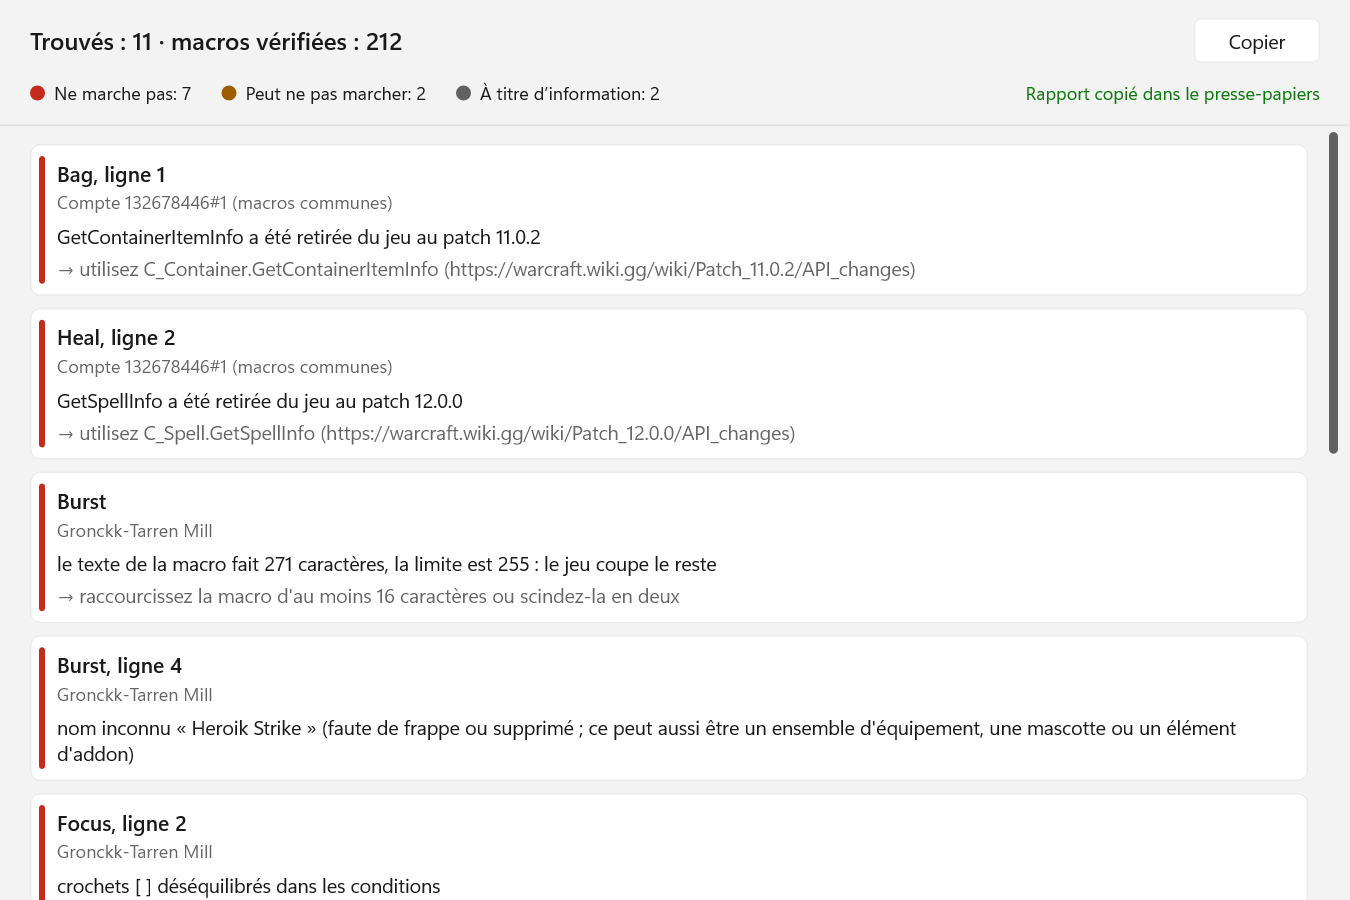 Trouvés : 11 · macros vérifiées : 212
Copier
Ne marche pas: 7
Peut ne pas marcher: 2
À titre d’information: 2
Rapport copié dans le presse-papiers
Bag, ligne 1
Compte 132678446#1 (macros communes)
GetContainerItemInfo a été retirée du jeu au patch 11.0.2
→ utilisez C_Container.GetContainerItemInfo (https://warcraft.wiki.gg/wiki/Patch_11.0.2/API_changes)
Heal, ligne 2
Compte 132678446#1 (macros communes)
GetSpellInfo a été retirée du jeu au patch 12.0.0
→ utilisez C_Spell.GetSpellInfo (https://warcraft.wiki.gg/wiki/Patch_12.0.0/API_changes)
Burst
Gronckk-Tarren Mill
le texte de la macro fait 271 caractères, la limite est 255 : le jeu coupe le reste
→ raccourcissez la macro d'au moins 16 caractères ou scindez-la en deux
Burst, ligne 4
Gronckk-Tarren Mill
nom inconnu « Heroik Strike » (faute de frappe ou supprimé ; ce peut aussi être un ensemble d'équipement, une mascotte ou un élément
d'addon)
Focus, ligne 2
Gronckk-Tarren Mill
crochets [ ] déséquilibrés dans les conditions